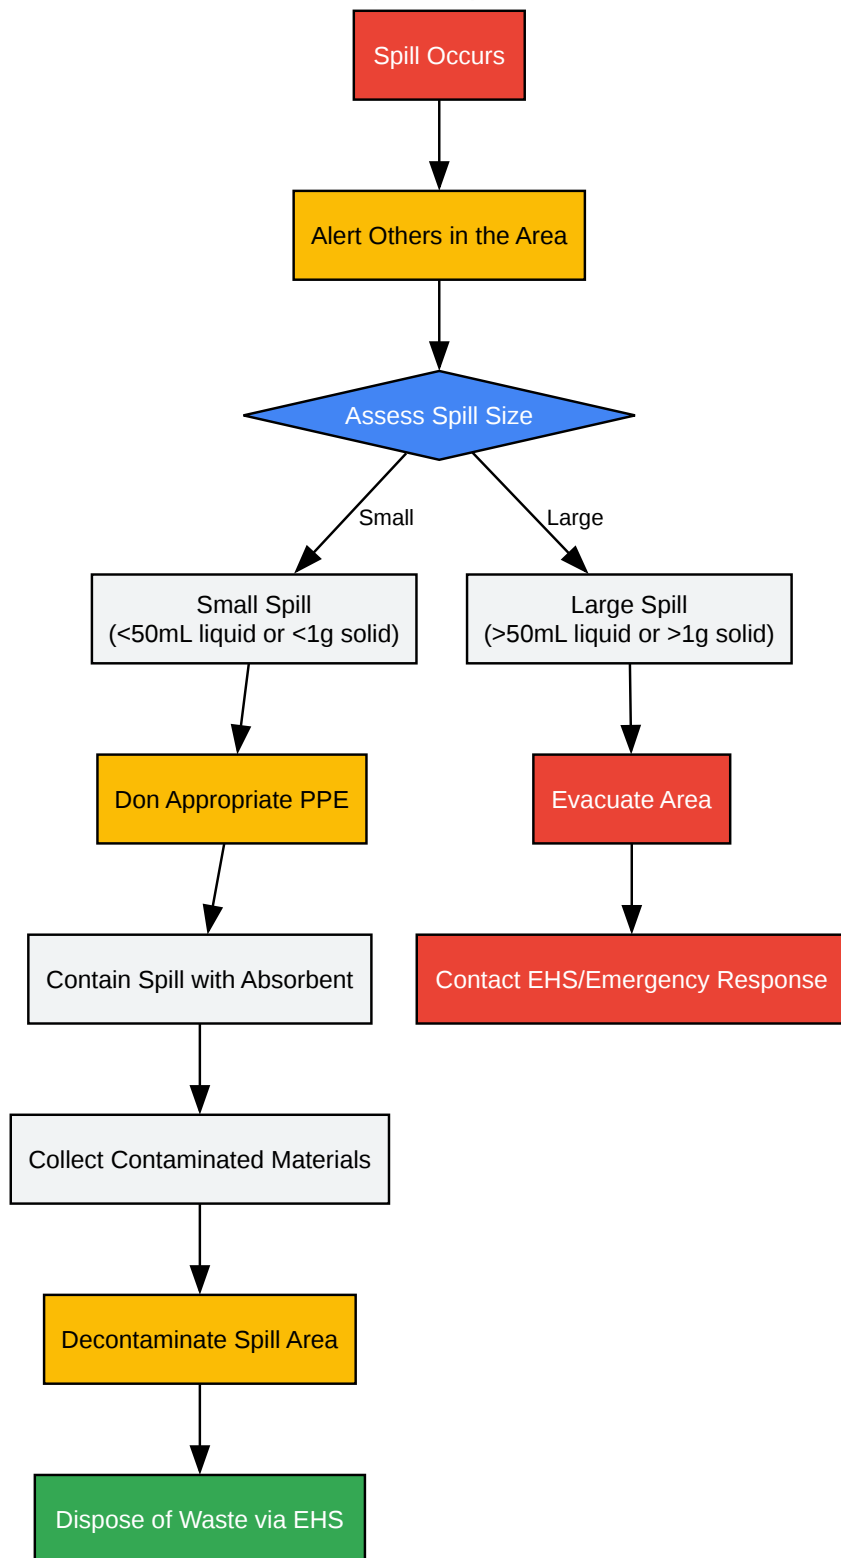 Spill Occurs
Alert Others in the Area
Assess Spill Size
Small
Large
Small Spill
(<50mL liquid or <1g solid)
Large Spill
(>50mL liquid or >1g solid)
Don Appropriate PPE
Evacuate Area
Contain Spill with Absorbent
Contact EHS/Emergency Response
Collect Contaminated Materials
Decontaminate Spill Area
Dispose of Waste via EHS